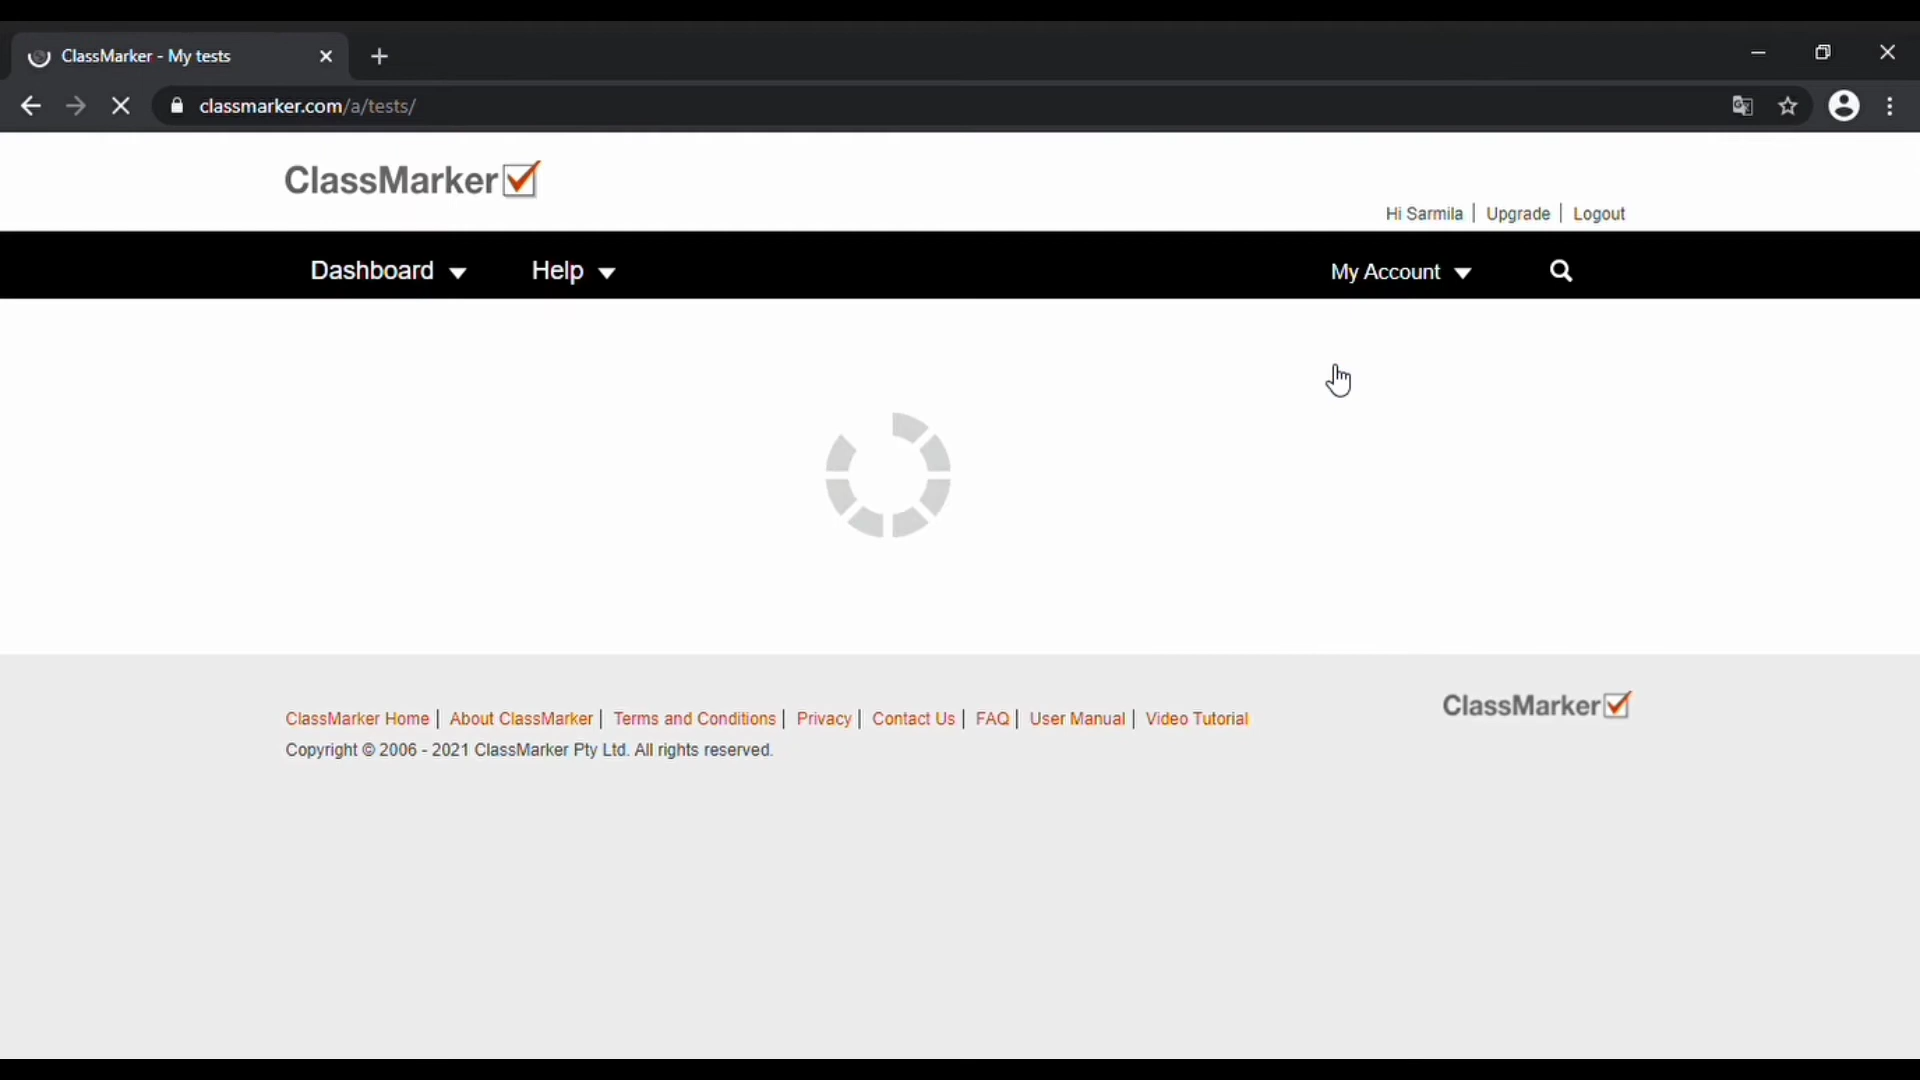 ClassMarker - My tests
classmarker.com/a/tests/
ClassMarker
Hi Sarmila | Upgrade | Logout
Dashboard Help My Account
ClassMarker
ClassMarker Home | About ClassMarker | Terms and Conditions | Privacy | Contact Us | FAQ | User Manual | Video Tutorial
Copyright © 2006 - 2021 ClassMarker Pty Ltd. All rights reserved.